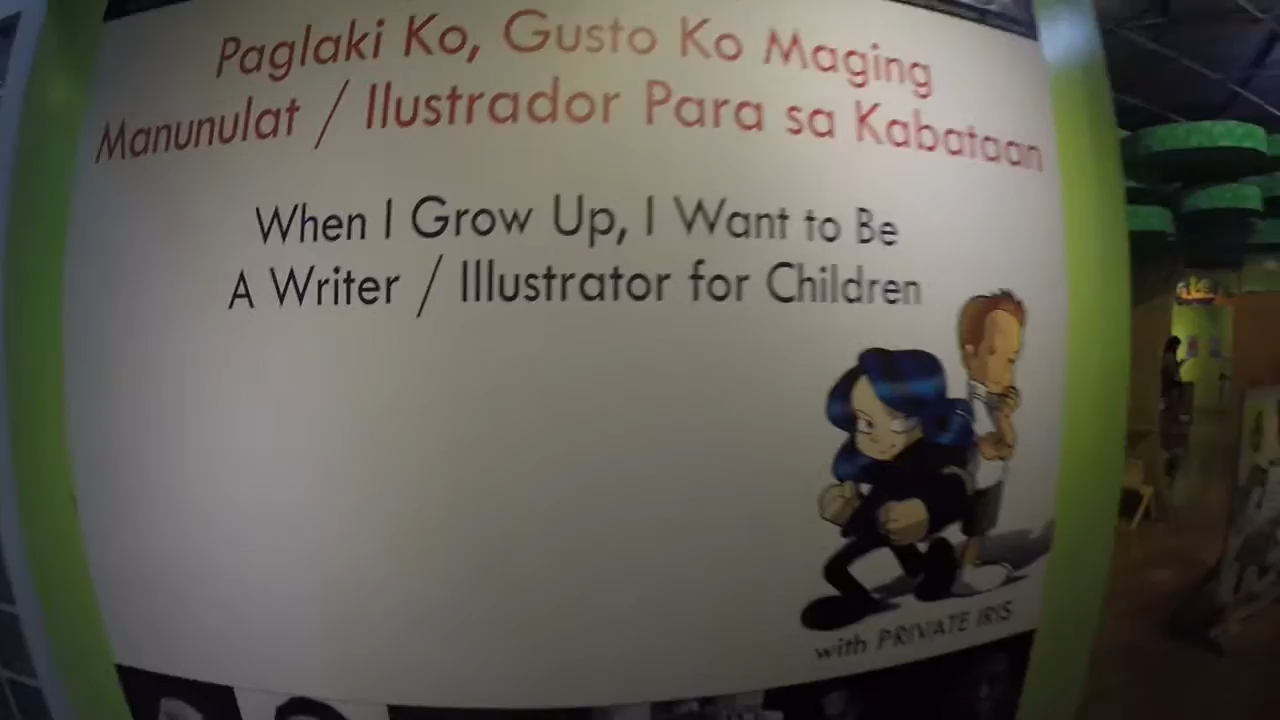 Paglaki Ko, Gusto Ko Maging
Manunulat / Ilustrador Para sa Kabataan
When I Grow Up, I Want to Be
A Writer / Illustrator for Children
with PRIVATE IRIS